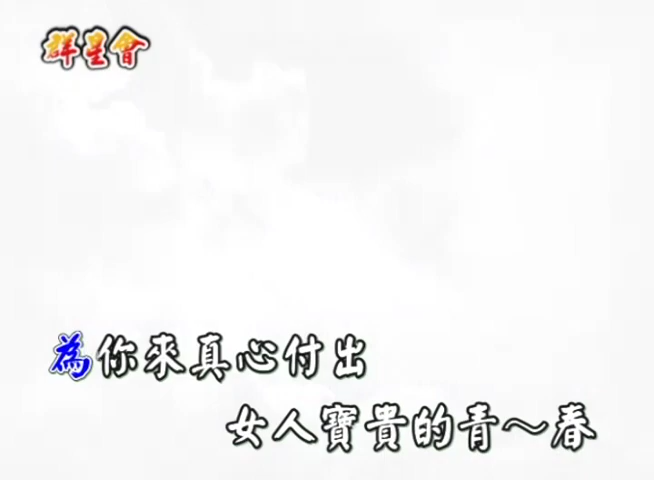 群星會
為你來真心付出
女人寶貴的青～春